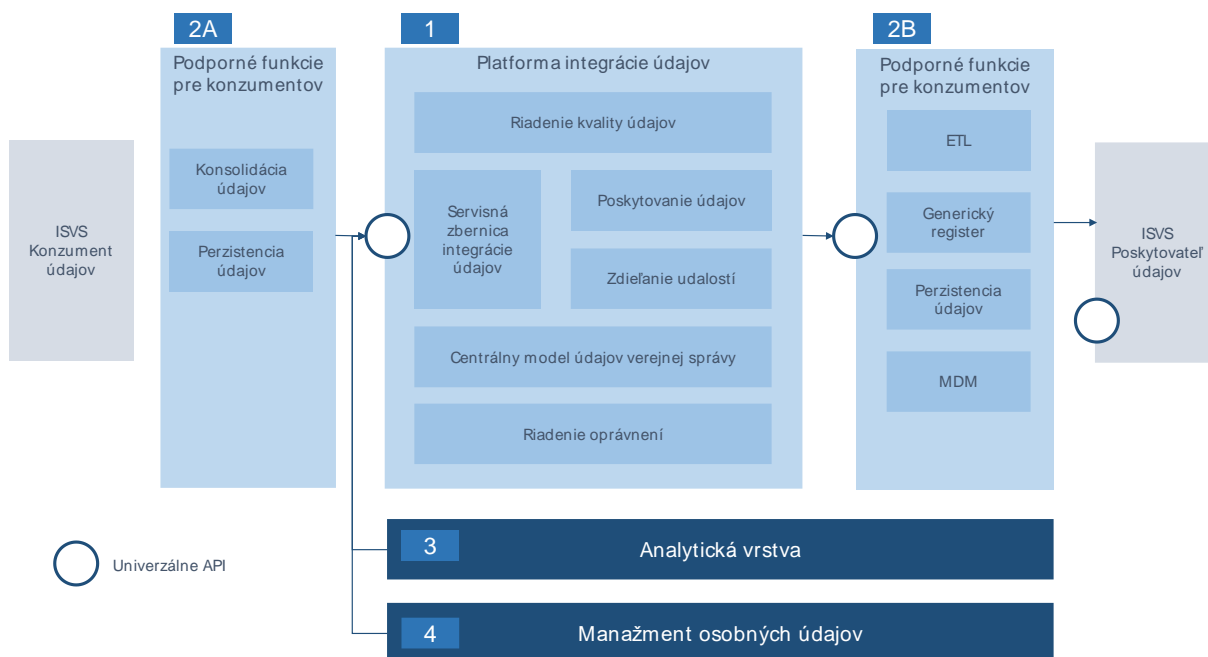 2A
Podporné funkcie
pre konzumentov
Konsolidácia
údajov
Perzistencia
údajov
ISVS
Konzument
údajov
1
Platforma integrácie údajov
Riadenie kvality údajov
Servisná
zbernica
integrácie
údajov
Poskytovanie údajov
Zdieľanie udalostí
Centrálny model údajov verejnej správy
Riadenie oprávnení
2B
Podporné funkcie
pre konzumentov
ETL
Generický
register
Perzistencia
údajov
MDM
ISVS
Poskytovateľ
údajov
3
Analytická vrstva
4
Manažment osobných údajov
Univerzálne API